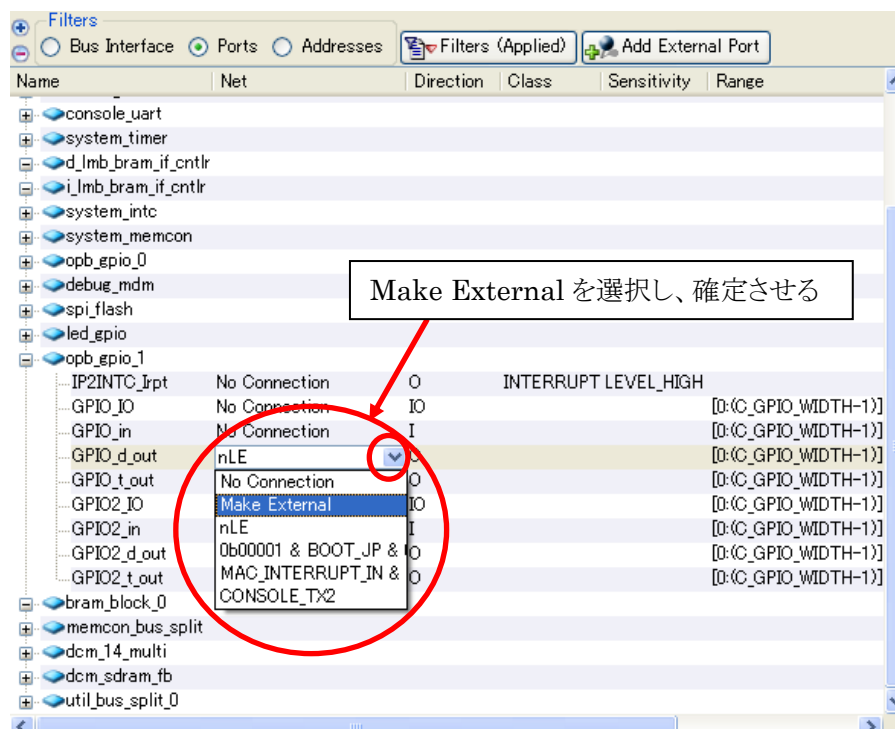 Filters
Bus Interface Ports Addresses Filters (Applied) Add External Port
Name Net Direction Class Sensitivity Range
console_uart
system_timer
d_lmb_bram_if_cntlr
i_lmb_bram_if_cntlr
system_intc
system_memcon
opb_gpio_0
debug_mdm
spi_flash
led_gpio
Make External を選択し、確定させる
opb_gpio_1
IP2INTC_Irpt No Connection O INTERRUPT LEVEL_HIGH
GPIO_IO No Connection IO [0:(C_GPIO_WIDTH-1)]
GPIO_in No Connection I [0:(C_GPIO_WIDTH-1)]
GPIO_d_out nLE O [0:(C_GPIO_WIDTH-1)]
GPIO_t_out No Connection O [0:(C_GPIO_WIDTH-1)]
GPIO2_IO Make External IO [0:(C_GPIO_WIDTH-1)]
GPIO2_in nLE I [0:(C_GPIO_WIDTH-1)]
GPIO2_d_out 0b00001 & BOOT_JP & O [0:(C_GPIO_WIDTH-1)]
GPIO2_t_out MAC_INTERRUPT_IN & O [0:(C_GPIO_WIDTH-1)]
CONSOLE_TX2
bram_block_0
memcon_bus_split
dcm_14_multi
dcm_sdram_fb
util_bus_split_0